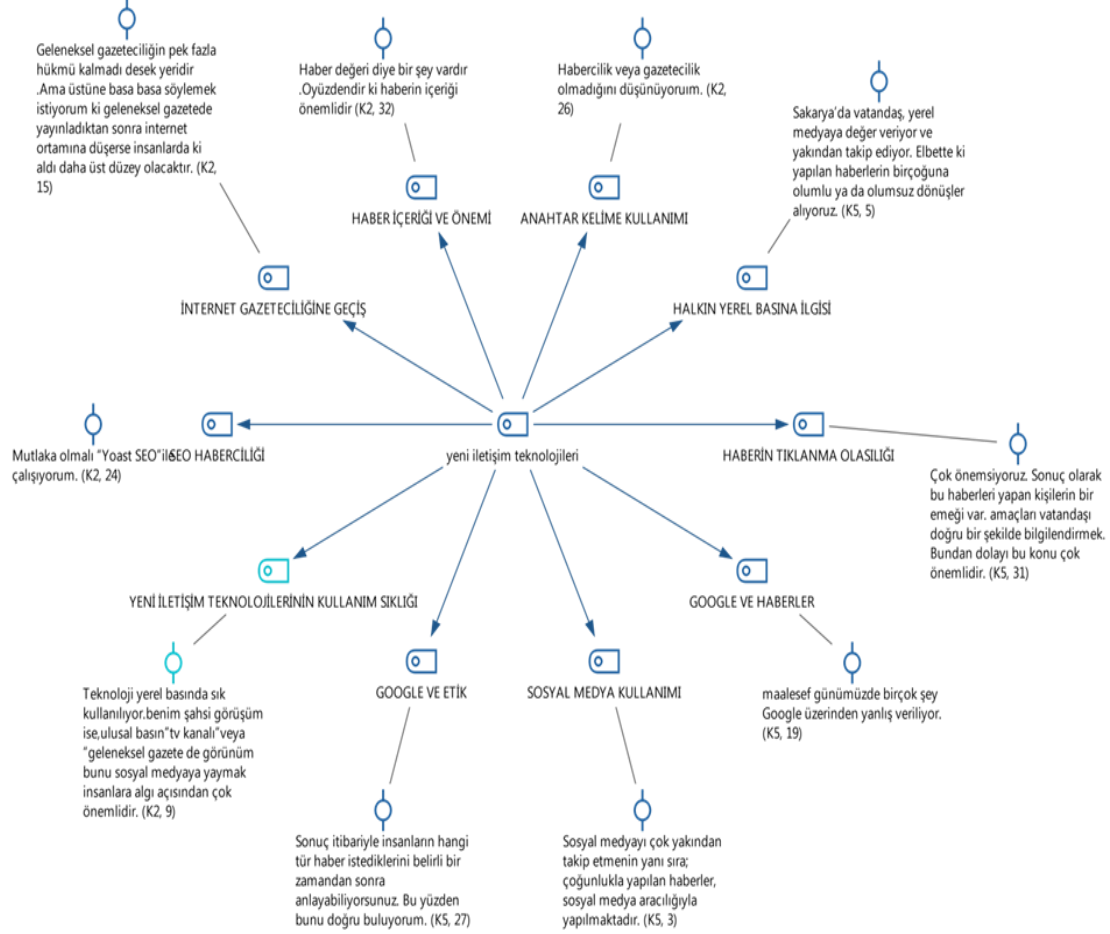 Geleneksel gazeteciliğin pek fazla
hükmü kalmadı desek yeridir
.Ama üstüne basa basa söylemek
istiyorum ki geleneksel gazetede
yayınladıktan sonra internet
ortamına düşerse insanlarda ki
aldı daha üst düzey olacaktır. (K2,
15)
Haber değeri diye bir şey vardır
.Oyüzdendir ki haberin içeriği
önemlidir (K2, 32)
Habercilik veya gazetecilik
olmadığını düşünüyoruım. (K2,
26)
Sakarya'da vatandaş, yerel
medyaya değer veriyor ve
yakından takip ediyor. Elbette ki
yapılan haberlerin birçoğuna
olumlu ya da olumsuz dönüşler
alıyoruz. (K5, 5)
HABER İÇERİĞİ VE ÖNEMİ
ANAHTAR KELİME KULLANIMI
İNTERNET GAZETECİLİĞİNE GEÇİŞ
HALKIN YEREL BASINA İLGİSİ
Mutlaka olmalı "Yoast SEO"ile
çalışıyorum. (K2, 24)
SEO HABERCİLİĞİ
yeni iletişim teknolojileri
HABERİN TIKLANMA OLASILIĞI
Çok önemsiyoruz. Sonuç olarak
bu haberleri yapan kişilerin bir
emeği var. amaçları vatandaşı
doğru bir şekilde bilgilendirmek.
Bundan dolayı bu konu çok
önemlidir. (K5, 31)
YENİ İLETİŞİM TEKNOLOJİLERİNİN KULLANIM SIKLIĞI
GOOGLE VE HABERLER
GOOGLE VE ETİK
SOSYAL MEDYA KULLANIMI
Teknoloji yerel basında sık
kullanılıyor.benim şahsi görüşüm
ise,ulusal basın"tv kanalı"veya
"geleneksel gazete de görünüm
bunu sosyal medyaya yaymak
insanlara algı açısından çok
önemlidir. (K2, 9)
maalesef günümüzde birçok şey
Google üzerinden yanlış veriliyor.
(K5, 19)
Sonuç itibariyle insanların hangi
tür haber istediklerini belirli bir
zamandan sonra
anlayabiliyorsunuz. Bu yüzden
bunu doğru buluyorum. (K5, 27)
Sosyal medyayı çok yakından
takip etmenin yanı sıra;
çoğunlukla yapılan haberler,
sosyal medya aracılığıyla
yapılmaktadır. (K5, 3)